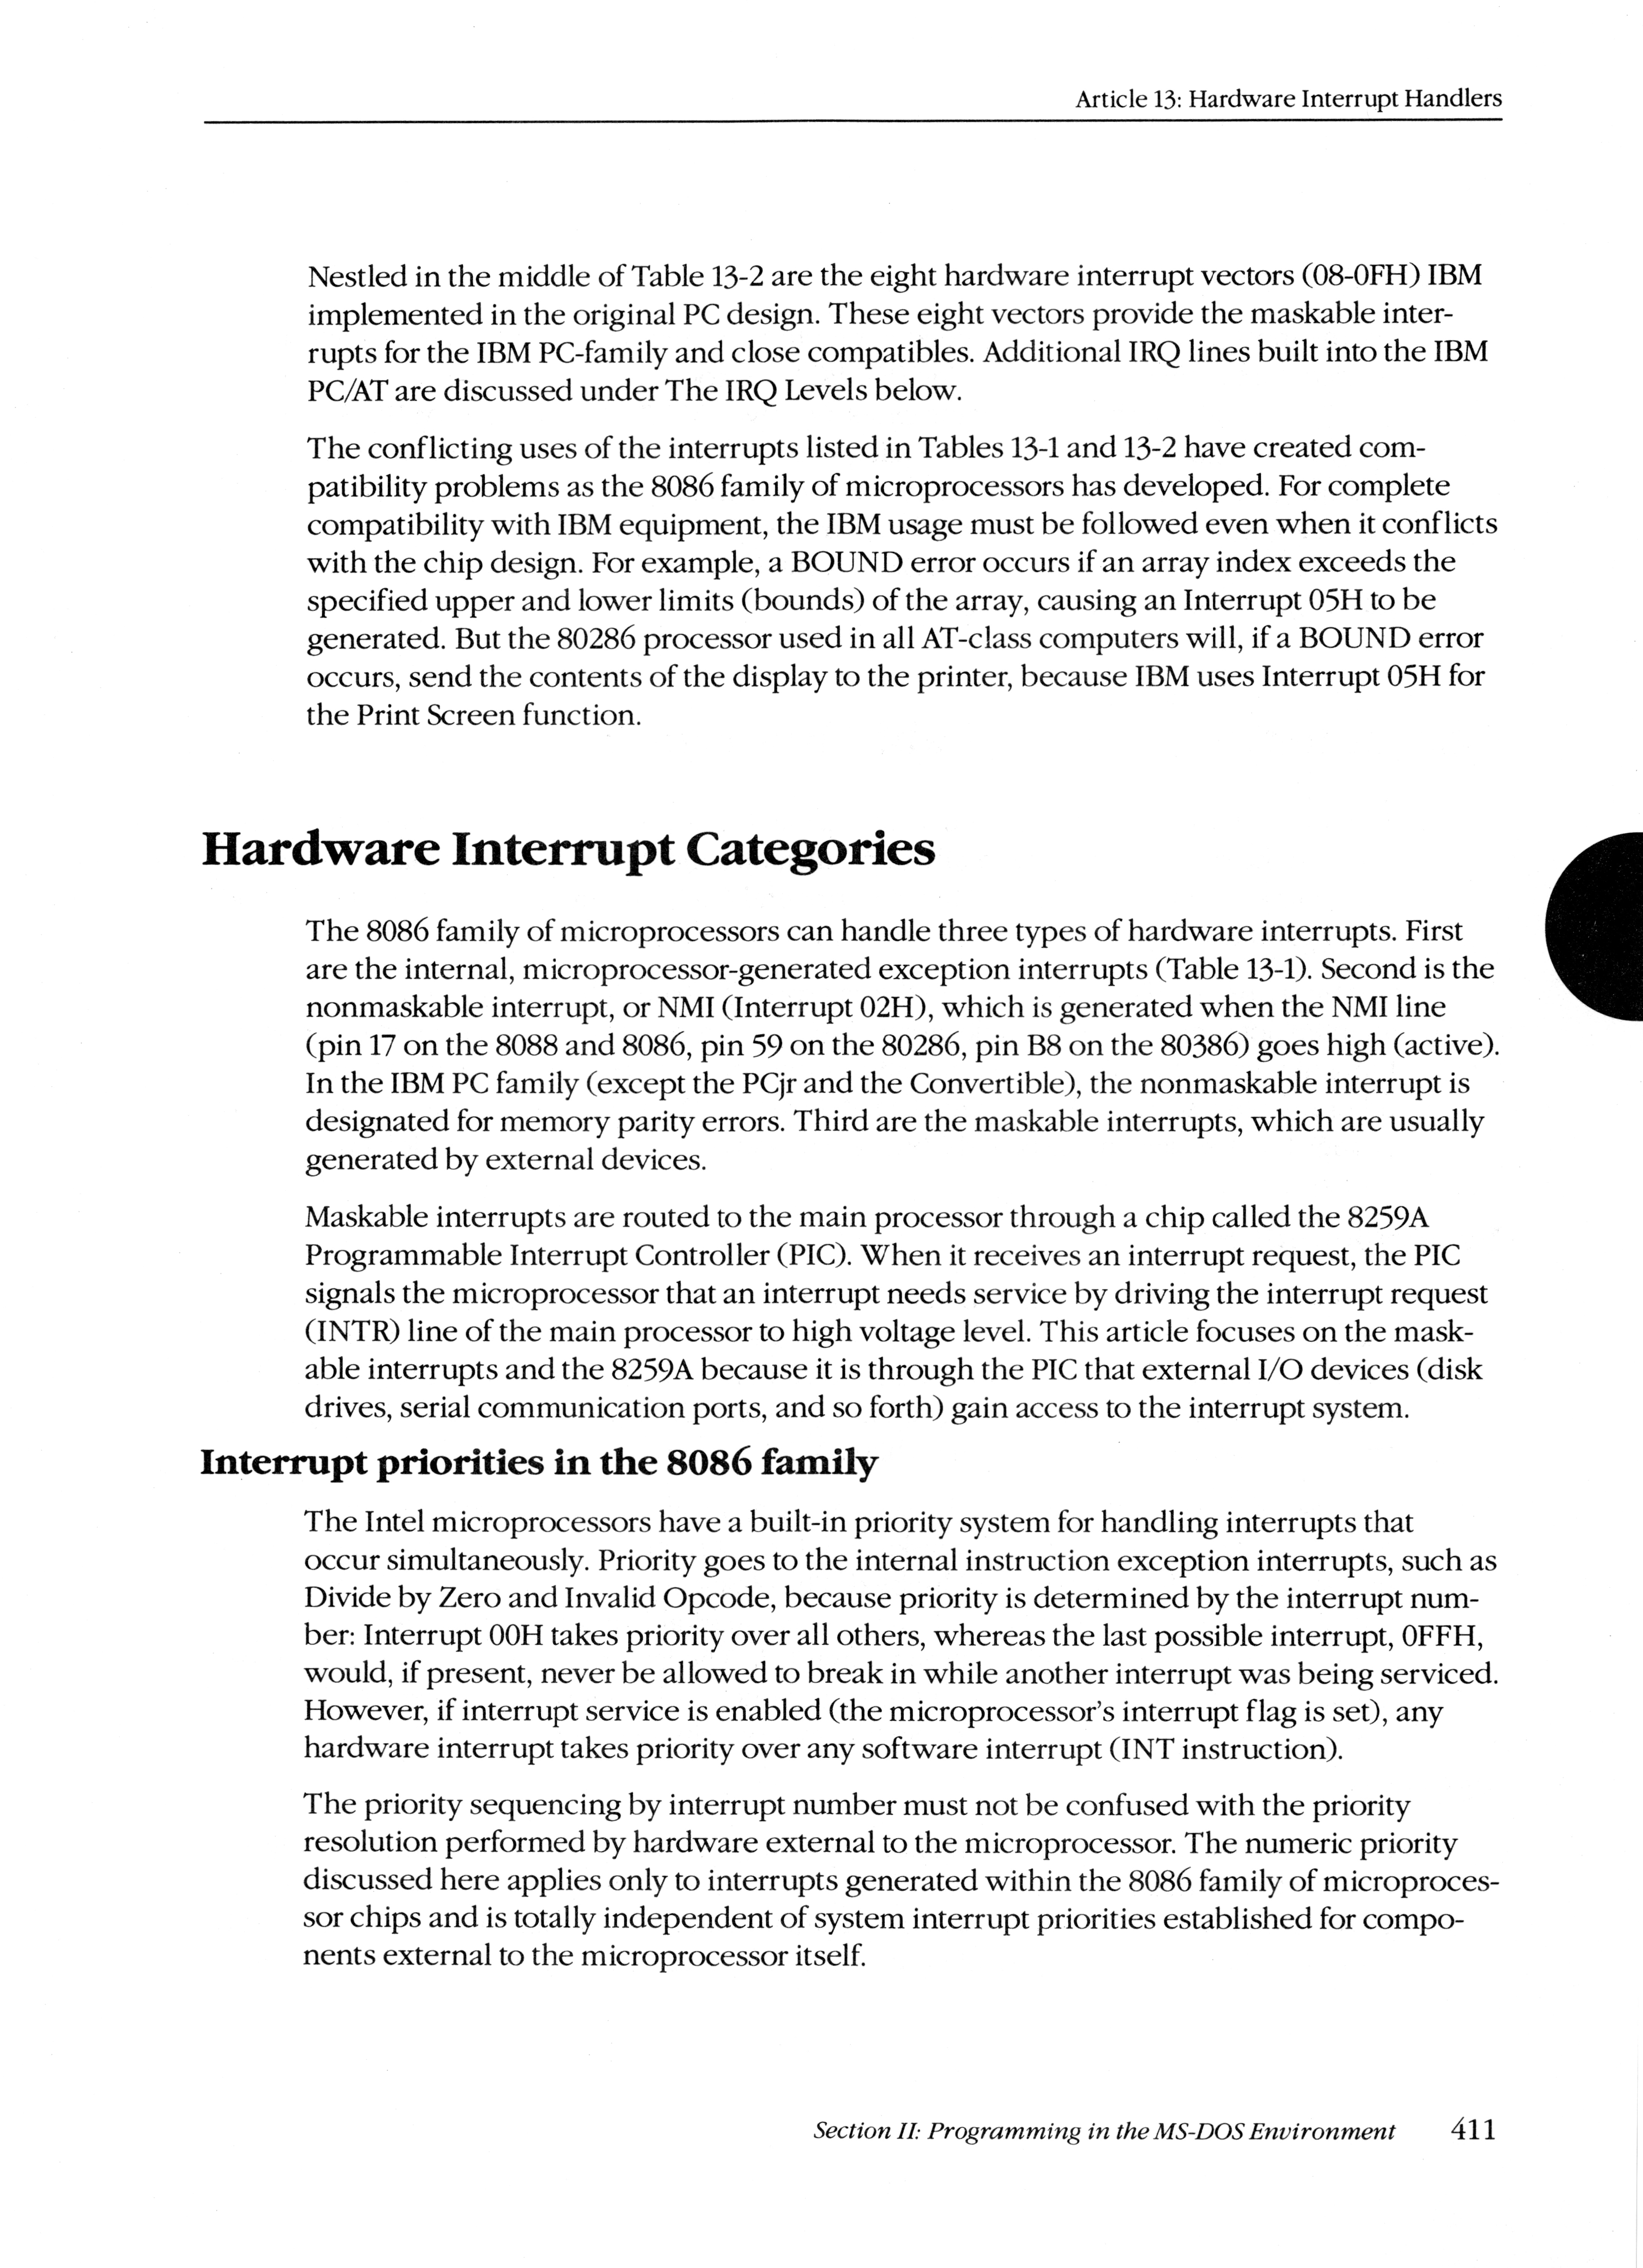 Article 13: Hardware Interrupt Handlers
Nestled in the middle of Table 13-2 are the eight hardware interrupt vectors (08-0FH) IBM
implemented in the original PC design. These eight vectors provide the maskable inter-
rupts for the IBM PC-family and close compatibles. Additional IRQ lines built into the IBM
PC/AT are discussed under The IRQ Levels below.
The conflicting uses of the interrupts listed in Tables 13-1 and 13-2 have created com-
patibility problems as the 8086 family of microprocessors has developed. For complete
compatibility with IBM equipment, the IBM usage must be followed even when it conflicts
with the chip design. For example, a BOUND error occurs if an array index exceeds the
specified upper and lower limits (bounds) of the array, causing an Interrupt 05H to be
generated. But the 80286 processor used in all AT-class computers will, if a BOUND error
occurs, send the contents of the display to the printer, because IBM uses Interrupt 05H for
the Print Screen function.
Hardware Interrupt Categories
The 8086 family of microprocessors can handle three types of hardware interrupts. First
are the internal, microprocessor-generated exception interrupts (Table 13-1). Second is the
nonmaskable interrupt, or NMI (Interrupt 02H), which is generated when the NMI line
(pin 17 on the 8088 and 8086, pin 59 on the 80286, pin B8 on the 80386) goes high (active).
In the IBM PC family (except the PCjr and the Convertible), the nonmaskable interrupt is
designated for memory parity errors. Third are the maskable interrupts, which are usually
generated by external devices.
Maskable interrupts are routed to the main processor through a chip called the 8259A
Programmable Interrupt Controller (PIC). When it receives an interrupt request, the PIC
signals the microprocessor that an interrupt needs service by driving the interrupt request
(INTR) line of the main processor to high voltage level. This article focuses on the mask-
able interrupts and the 8259A because it is through the PIC that external I/O devices (disk
drives, serial communication ports, and so forth) gain access to the interrupt system.
Interrupt priorities in the 8086 family
The Intel microprocessors have a built-in priority system for handling interrupts that
occur simultaneously. Priority goes to the internal instruction exception interrupts, such as
Divide by Zero and Invalid Opcode, because priority is determined by the interrupt num-
ber: Interrupt 00H takes priority over all others, whereas the last possible interrupt, 0FFH,
would, if present, never be allowed to break in while another interrupt was being serviced.
However, if interrupt service is enabled (the microprocessor's interrupt flag is set), any
hardware interrupt takes priority over any software interrupt (INT instruction).
The priority sequencing by interrupt number must not be confused with the priority
resolution performed by hardware external to the microprocessor. The numeric priority
discussed here applies only to interrupts generated within the 8086 family of microproces-
sor chips and is totally independent of system interrupt priorities established for compo-
nents external to the microprocessor itself.
Section II: Programming in the MS-DOS Environment 411